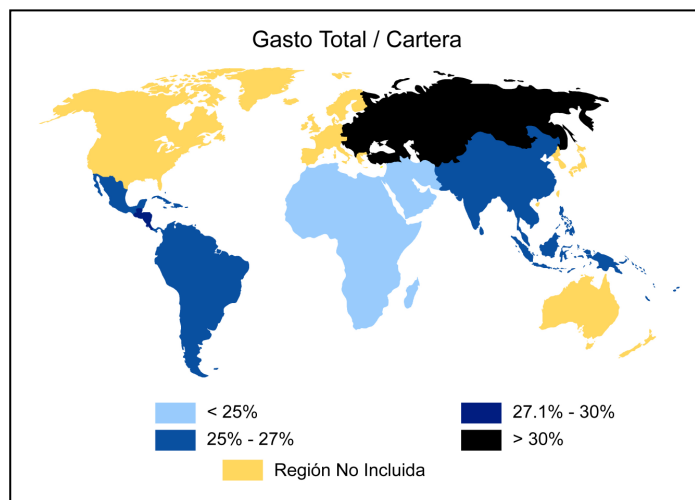 Gasto Total / Cartera
< 25%
27.1% - 30%
25% - 27%
> 30%
Región No Incluida